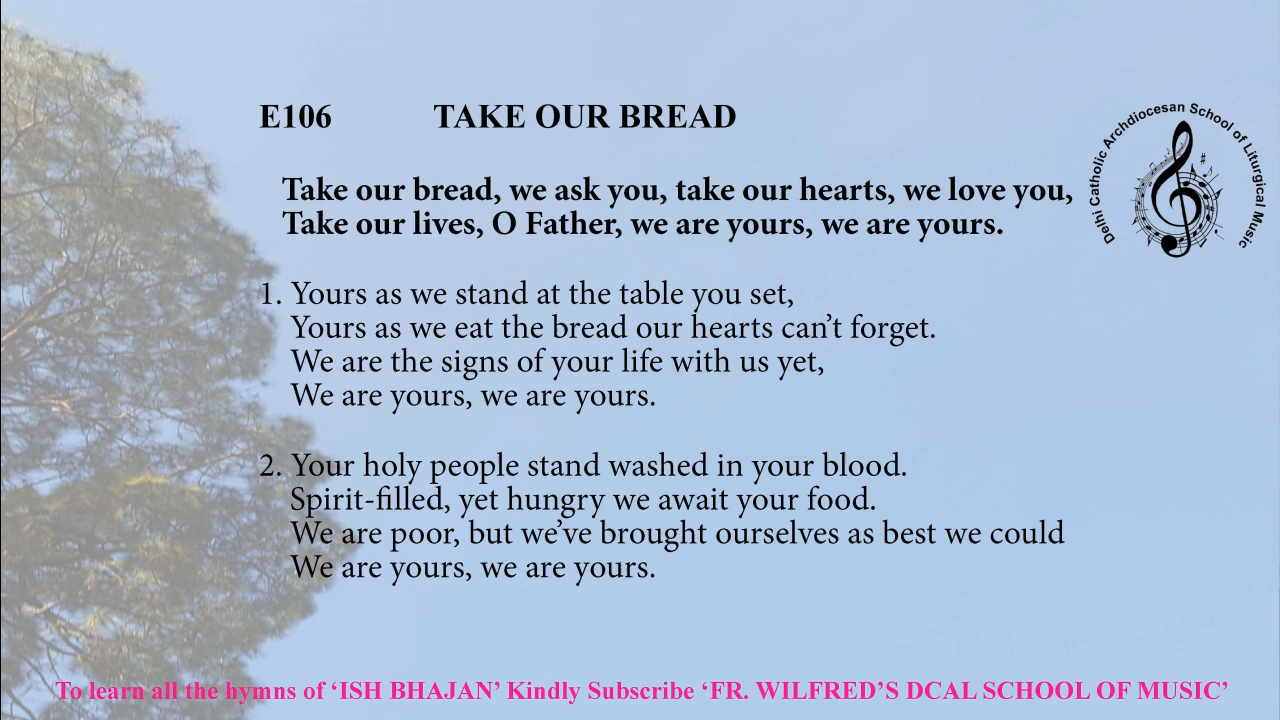 E106 TAKE OUR BREAD
Take our bread, we ask you, take our hearts, we love you,
Take our lives, O Father, we are yours, we are yours.
1. Yours as we stand at the table you set,
Yours as we eat the bread our hearts can’t forget.
We are the signs of your life with us yet,
We are yours, we are yours.
2. Your holy people stand washed in your blood.
Spirit-filled, yet hungry we await your food.
We are poor, but we’ve brought ourselves as best we could
We are yours, we are yours.
Delhi Catholic Archdiocesan School of Liturgical Music
To learn all the hymns of ‘ISH BHAJAN’ Kindly Subscribe ‘FR. WILFRED’S DCAL SCHOOL OF MUSIC’